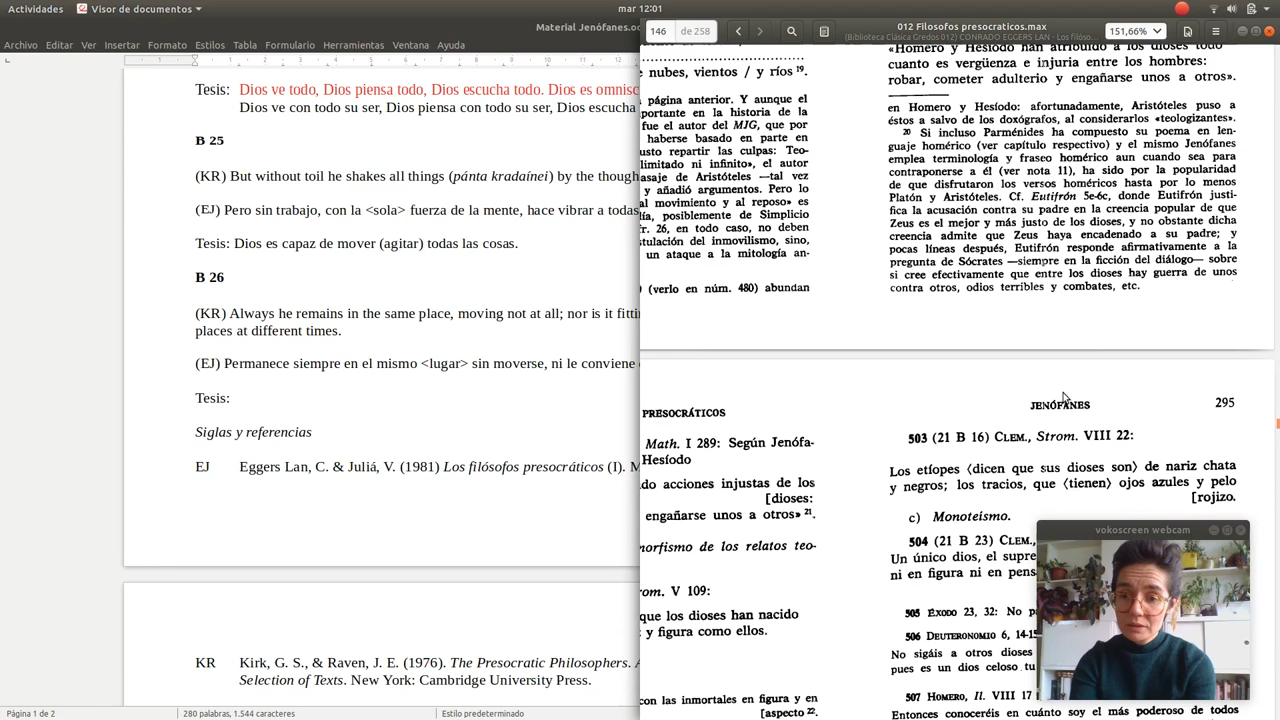 Actividades
Visor de documentos
mar 12:01
Material Jenófanes.o
Archivo Editar Ver Insertar Formato Estilos Tabla Formulario Herramientas Ventana Ayuda
Tesis: Dios ve todo, Dios piensa todo, Dios escucha todo. Dios es omnisc
Dios ve con todo su ser, Dios piensa con todo su ser, Dios escucha
B 25
(KR) But without toil he shakes all things (pánta kradaínei) by the though
(EJ) Pero sin trabajo, con la <sola> fuerza de la mente, hace vibrar a todas
Tesis: Dios es capaz de mover (agitar) todas las cosas.
B 26
(KR) Always he remains in the same place, moving not at all; nor is it fitti
places at different times.
(EJ) Permanece siempre en el mismo <lugar> sin moverse, ni le conviene
Tesis:
Siglas y referencias
EJ Eggers Lan, C. & Juliá, V. (1981) Los filósofos presocráticos (I). M
KR Kirk, G. S., & Raven, J. E. (1976). The Presocratic Philosophers. A
Selection of Texts. New York: Cambridge University Press.
Página 1 de 2
280 palabras, 1.544 caracteres
Estilo predeterminado
146 de 258
012 Filosofos presocraticos.max
(Biblioteca Clásica Gredos 012) CONRADO EGGERS LAN - Los filóso…
151,66%
e nubes, vientos / y ríos 19.
página anterior. Y aunque el
portante en la historia de la
fue el autor del MJG, que por
haberse basado en parte en
usto repartir las culpas: Teo-
limitado ni infinito», el autor
asaje de Aristóteles —tal vez
y añadió argumentos. Pero lo
al movimiento y al reposo» es
día, posiblemente de Simplicio
fr. 26, en todo caso, no deben
stulación del inmovilismo, sino,
un ataque a la mitología an-
) (verlo en núm. 480) abundan
«Homero y Hesíodo han atribuido a los dioses todo
cuanto es vergüenza e injuria entre los hombres:
robar, cometer adulterio y engañarse unos a otros».
en Homero y Hesíodo: afortunadamente, Aristóteles puso a
éstos a salvo de los doxógrafos, al considerarlos «teologizantes».
20 Si incluso Parménides ha compuesto su poema en len-
guaje homérico (ver capítulo respectivo) y el mismo Jenófanes
emplea terminología y fraseo homérico aun cuando sea para
contraponerse a él (ver nota 11), ha sido por la popularidad
de que disfrutaron los versos homéricos hasta por lo menos
Platón y Aristóteles. Cf. Eutifrón 5e-6c, donde Eutifrón justi-
fica la acusación contra su padre en la creencia popular de que
Zeus es el mejor y más justo de los dioses, y no obstante dicha
creencia admite que Zeus haya encadenado a su padre; y
pocas líneas después, Eutifrón responde afirmativamente a la
pregunta de Sócrates —siempre en la ficción del diálogo— sobre
si cree efectivamente que entre los dioses hay guerra de unos
contra otros, odios terribles y combates, etc.
PRESOCRÁTICOS
Math. I 289: Según Jenófa-
Hesíodo
do acciones injustas de los
[dioses:
engañarse unos a otros» 21.
morfismo de los relatos teo-
rom. V 109:
que los dioses han nacido
z y figura como ellos.
con las inmortales en figura y en
[aspecto 22.
JENÓFANES 295
503 (21 B 16) CLEM., Strom. VIII 22:
Los etíopes ⟨dicen que sus dioses son⟩ de nariz chata
y negros; los tracios, que ⟨tienen⟩ ojos azules y pelo
[rojizo.
c) Monoteísmo.
504 (21 B 23) CLEM.,
Un único dios, el supre
ni en figura ni en pens
505 ÉXODO 23, 32: No pa
506 DEUTERONOMIO 6, 14-15
No sigáis a otros dioses
pues es un dios celoso tu
507 HOMERO, Il. VIII 17
Entonces conoceréis en cuánto soy el más poderoso de todos
vokoscreen webcam